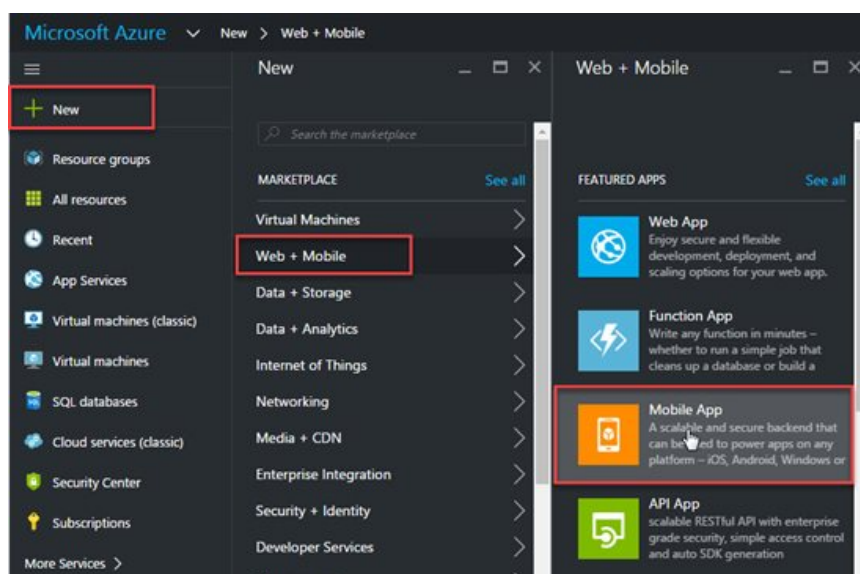 Microsoft Azure New > Web + Mobile
New
Resource groups
All resources
Recent
App Services
Virtual machines (classic)
Virtual machines
SQL databases
Cloud services (classic)
Security Center
Subscriptions
More Services >
New
Search the marketplace
MARKETPLACE See all
Virtual Machines
Web + Mobile
Data + Storage
Data + Analytics
Internet of Things
Networking
Media + CDN
Enterprise Integration
Security + Identity
Developer Services
Web + Mobile
FEATURED APPS See all
Web App
Enjoy secure and flexible
development, deployment, and
scaling options for your web app.
Function App
Write any function in minutes –
whether to run a simple job that
cleans up a database or build a
Mobile App
A scalable and secure backend that
can be to power apps on any
platform – iOS, Android, Windows or
API App
scalable RESTful API with enterprise
grade security, simple access control
and auto SDK generation